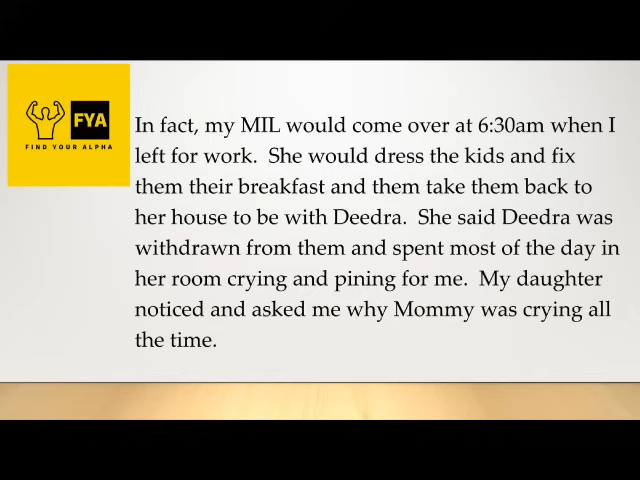 FYA
FIND YOUR ALPHA
In fact, my MIL would come over at 6:30am when I
left for work.  She would dress the kids and fix
them their breakfast and them take them back to
her house to be with Deedra.  She said Deedra was
withdrawn from them and spent most of the day in
her room crying and pining for me.  My daughter
noticed and asked me why Mommy was crying all
the time.